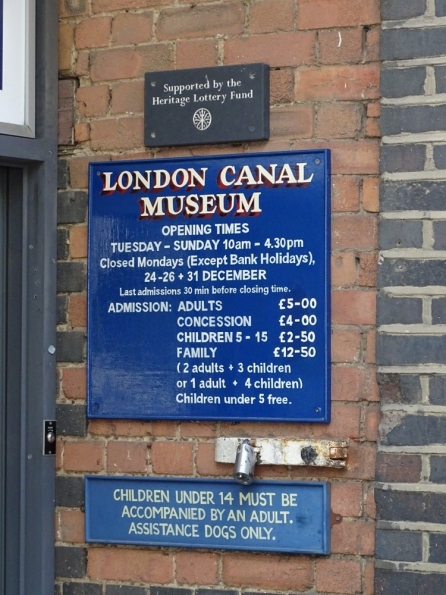 Supported by the
Heritage Lottery Fund
LONDON CANAL
MUSEUM
OPENING TIMES
TUESDAY – SUNDAY 10am – 4.30pm
Closed Mondays (Except Bank Holidays),
24-26 + 31 DECEMBER
Last admissions 30 min before closing time.
ADMISSION: ADULTS £5-00
CONCESSION £4-00
CHILDREN 5 - 15 £2-50
FAMILY £12-50
(2 adults + 3 children
or 1 adult + 4 children)
Children under 5 free.
CHILDREN UNDER 14 MUST BE
ACCOMPANIED BY AN ADULT.
ASSISTANCE DOGS ONLY.